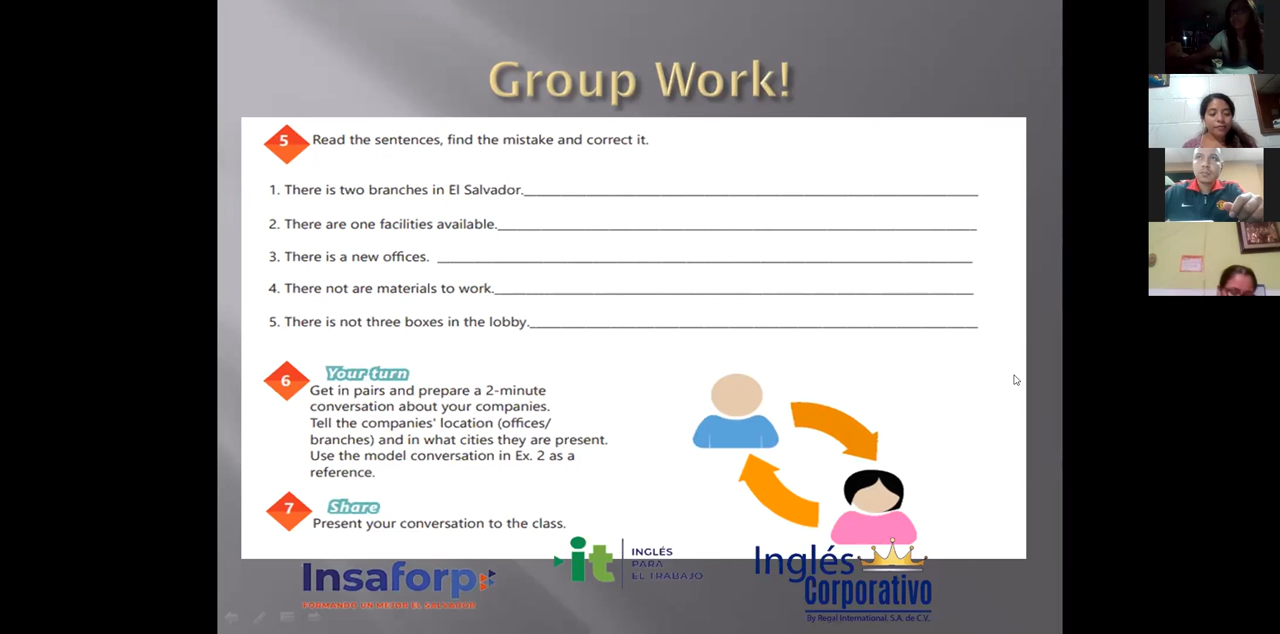 Group Work!
5 Read the sentences, find the mistake and correct it.
1. There is two branches in El Salvador.
2. There are one facilities available.
3. There is a new offices.
4. There not are materials to work.
5. There is not three boxes in the lobby.
6 Your turn
Get in pairs and prepare a 2-minute
conversation about your companies.
Tell the companies' location (offices/
branches) and in what cities they are present.
Use the model conversation in Ex. 2 as a
reference.
7 Share
Present your conversation to the class.
Insaforp
FORMANDO UN MEJOR EL SALVADOR
it
INGLÉS
PARA
EL TRABAJO
Inglés
Corporativo
By Regal International, S.A. de C.V.